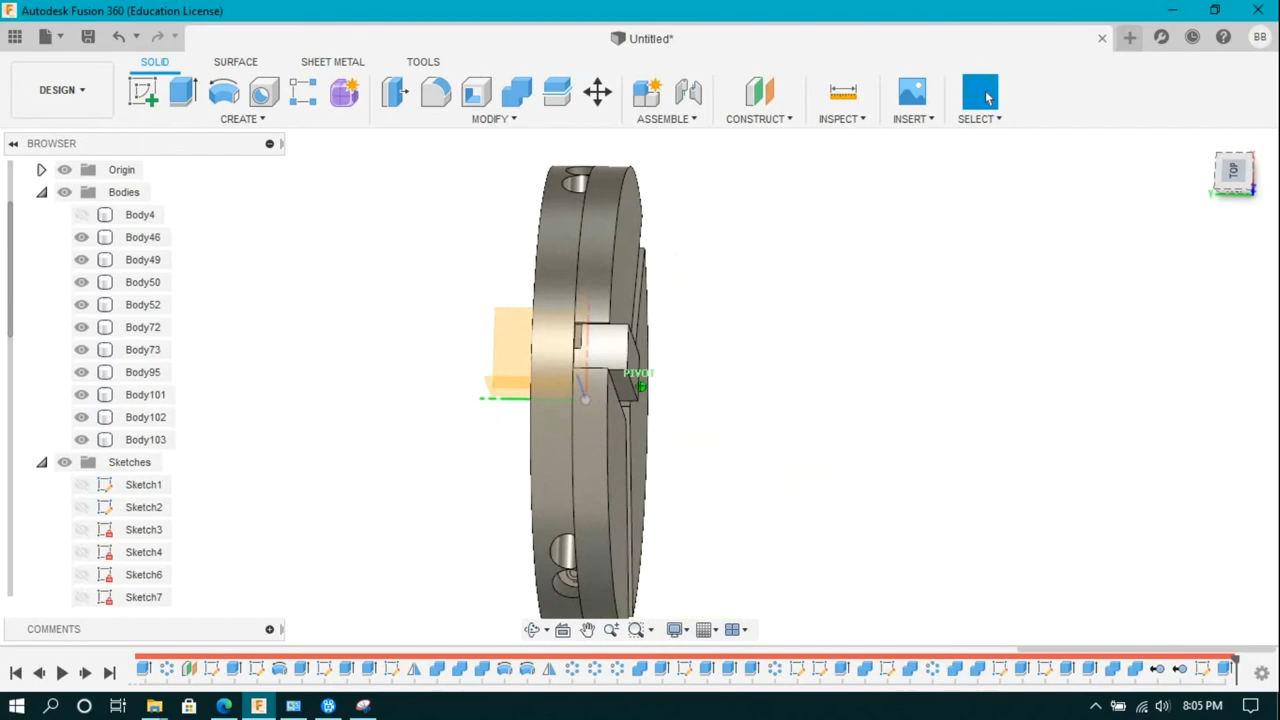 Autodesk Fusion 360 (Education License)
Untitled*
BB
SOLID
SURFACE
SHEET METAL
TOOLS
DESIGN
CREATE
MODIFY
ASSEMBLE
CONSTRUCT
INSPECT
INSERT
SELECT
BROWSER
Origin
Bodies
Body4
Body46
Body49
Body50
Body52
Body72
Body73
Body95
Body101
Body102
Body103
Sketches
Sketch1
Sketch2
Sketch3
Sketch4
Sketch6
Sketch7
COMMENTS
PIVOT
TOP
Y
8:05 PM